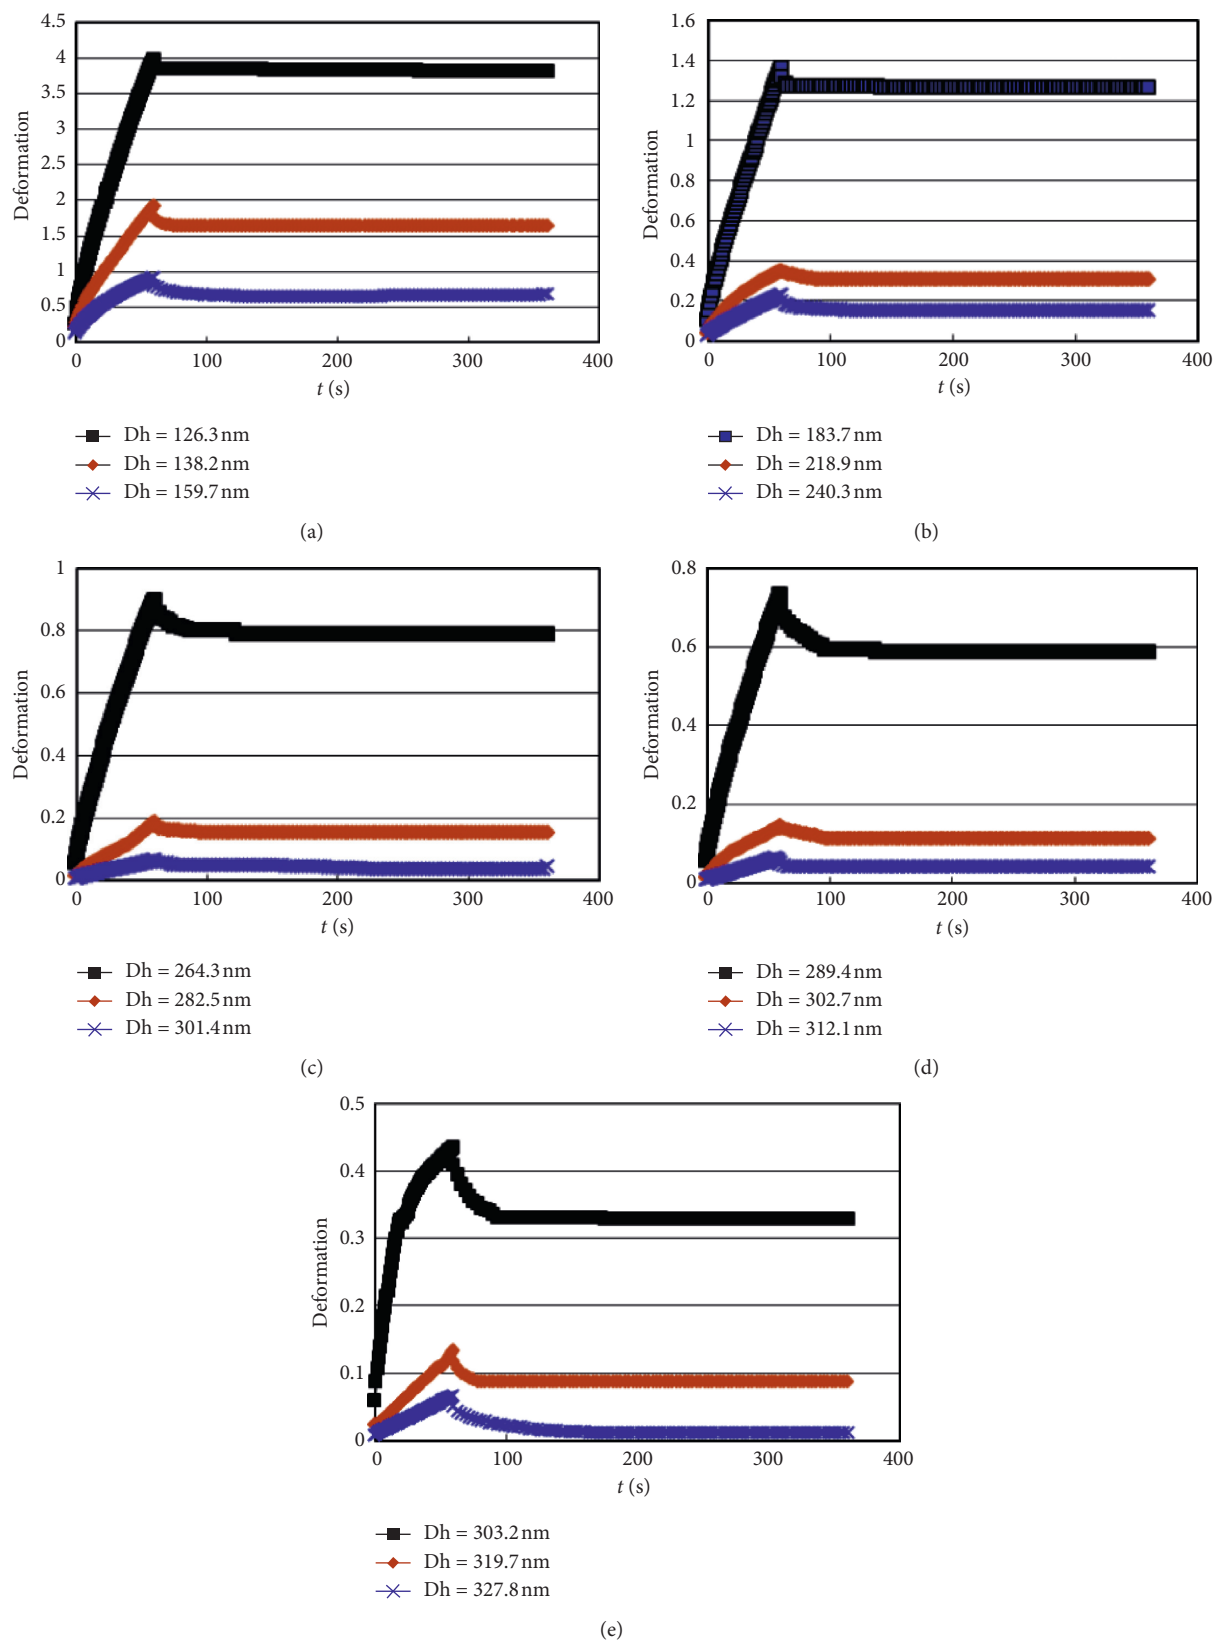 Deformation
4.5
4
3.5
3
2.5
2
1.5
1
0.5
0
0 100 200 300 400
t (s)
Dh = 126.3 nm
Dh = 138.2 nm
Dh = 159.7 nm
(a)
Deformation
1.6
1.4
1.2
1
0.8
0.6
0.4
0.2
0
0 100 200 300 400
t (s)
Dh = 183.7 nm
Dh = 218.9 nm
Dh = 240.3 nm
(b)
Deformation
1
0.8
0.6
0.4
0.2
0
0 100 200 300 400
t (s)
Dh = 264.3 nm
Dh = 282.5 nm
Dh = 301.4 nm
(c)
Deformation
0.8
0.6
0.4
0.2
0
0 100 200 300 400
t (s)
Dh = 289.4 nm
Dh = 302.7 nm
Dh = 312.1 nm
(d)
Deformation
0.5
0.4
0.3
0.2
0.1
0
0 100 200 300 400
t (s)
Dh = 303.2 nm
Dh = 319.7 nm
Dh = 327.8 nm
(e)